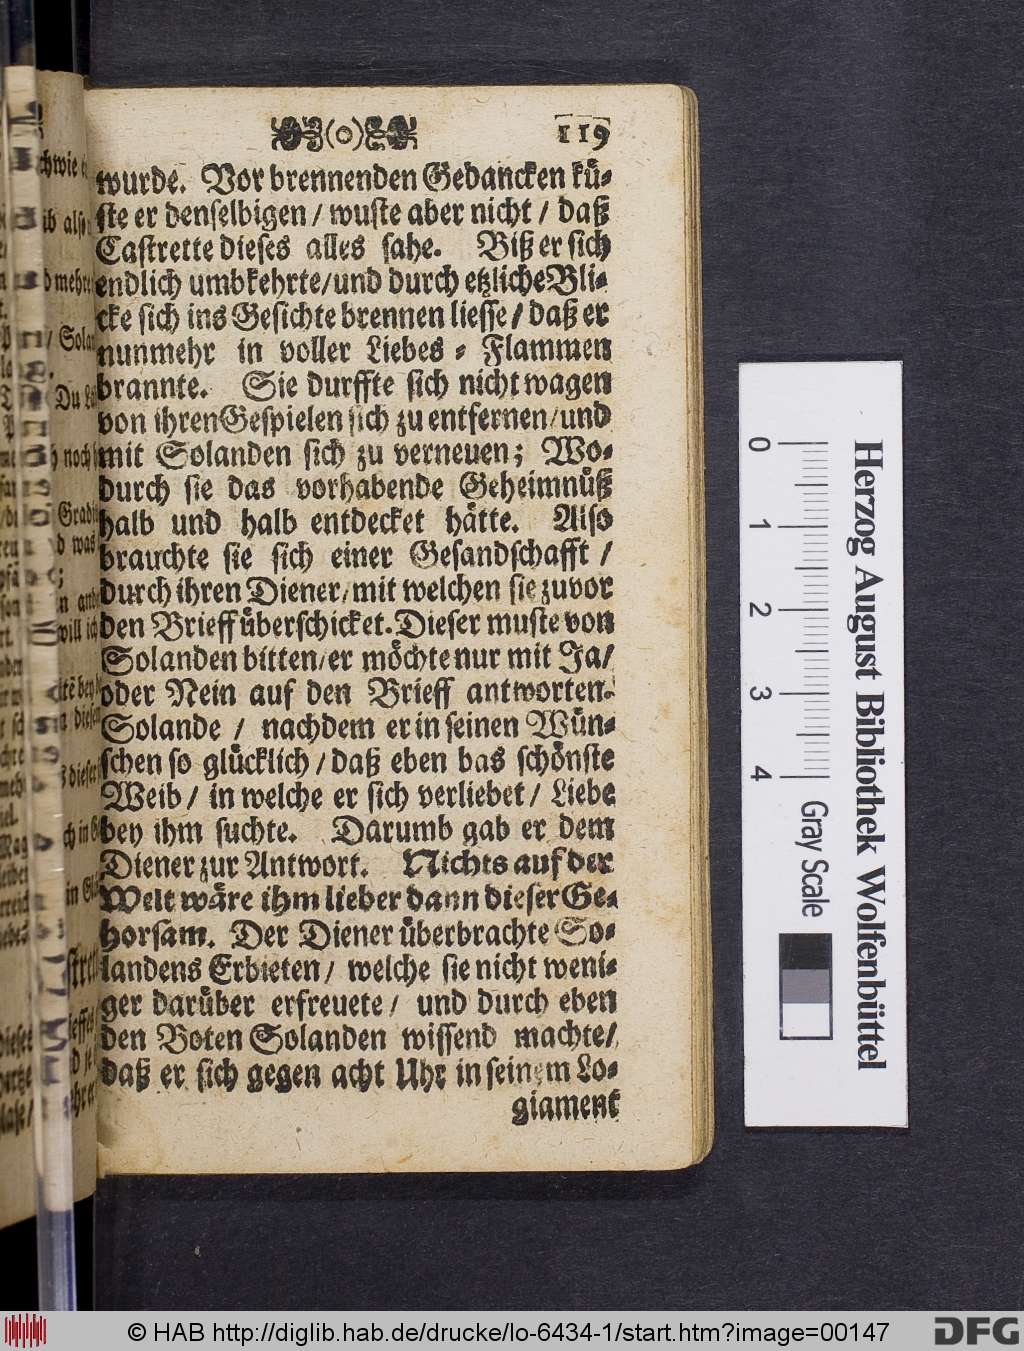 119
wurde. Vor brennenden Gedancken kü-
ste er denselbigen / wuste aber nicht / daß
Castrette dieses alles sahe. Biß er sich
endlich umbkehrte/und durch etzliche Bli-
cke sich ins Gesichte brennen liesse / daß er
nunmehr in voller Liebes - Flammen
brannte. Sie durffte sich nicht wagen
von ihren Gespielen sich zu entfernen/und
mit Solanden sich zu verneuen; Wo-
durch sie das vorhabende Geheimnüß
halb und halb entdecket hätte. Also
brauchte sie sich einer Gesandschafft /
durch ihren Diener/mit welchen sie zuvor
den Brieff überschicket. Dieser muste von
Solanden bitten/er möchte nur mit Ja/
oder Nein auf den Brieff antworten.
Solande / nachdem er in seinen Wün-
schen so glücklich / daß eben bas schönste
Weib / in welche er sich verliebet / Liebe
bey ihm suchte. Darumb gab er dem
Diener zur Antwort. Nichts auf der
Welt wäre ihm lieber dann dieser Ge-
horsam. Der Diener überbrachte So-
landens Erbieten / welche sie nicht weni-
ger darüber erfreuete / und durch eben
den Boten Solanden wissend machte/
daß er sich gegen acht Uhr in seinem Lo-
giament
0 1 2 3 4
Gray Scale
Herzog August Bibliothek Wolfenbüttel
© HAB http://diglib.hab.de/drucke/lo-6434-1/start.htm?image=00147
DFG